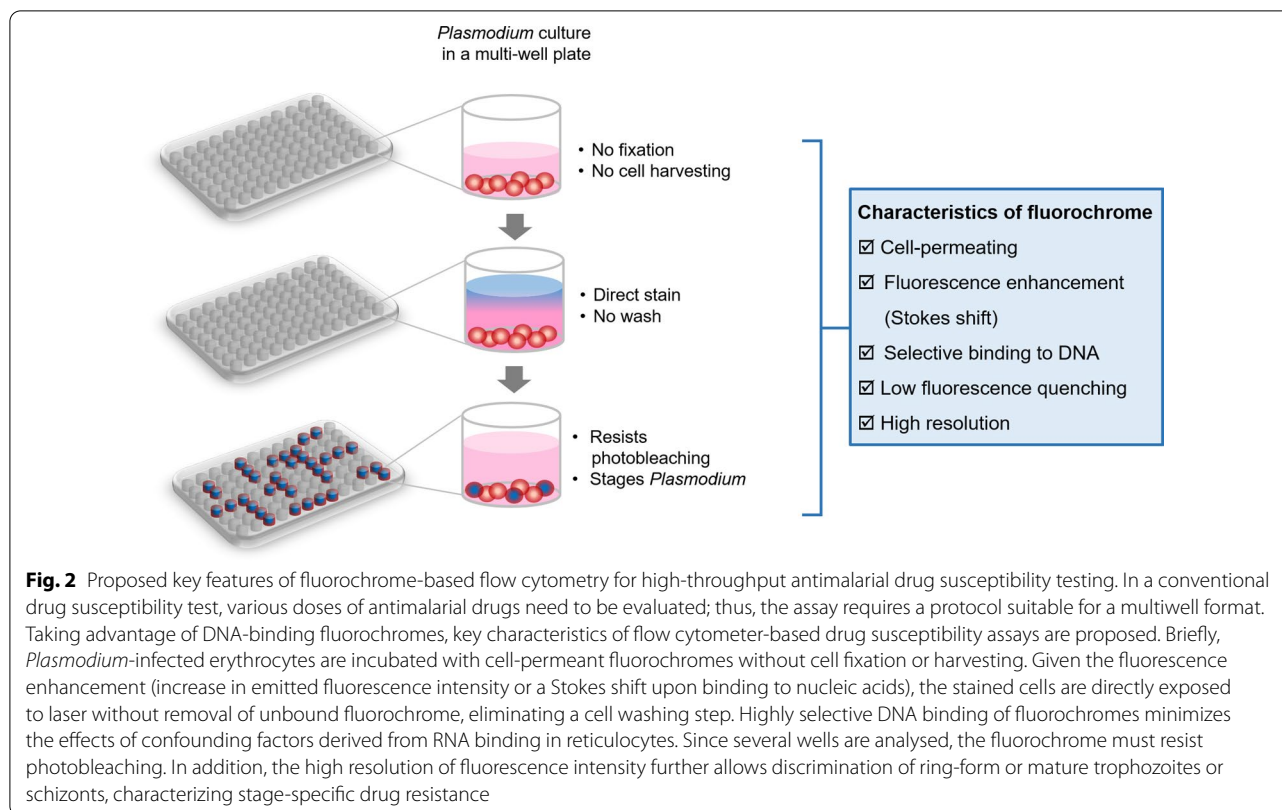 Plasmodium culture
in a multi-well plate
• No fixation
• No cell harvesting
• Direct stain
• No wash
• Resists
photobleaching
• Stages Plasmodium
Characteristics of fluorochrome
☑ Cell-permeating
☑ Fluorescence enhancement
(Stokes shift)
☑ Selective binding to DNA
☑ Low fluorescence quenching
☑ High resolution
Fig. 2 Proposed key features of fluorochrome-based flow cytometry for high-throughput antimalarial drug susceptibility testing. In a conventional
drug susceptibility test, various doses of antimalarial drugs need to be evaluated; thus, the assay requires a protocol suitable for a multiwell format.
Taking advantage of DNA-binding fluorochromes, key characteristics of flow cytometer-based drug susceptibility assays are proposed. Briefly,
Plasmodium-infected erythrocytes are incubated with cell-permeant fluorochromes without cell fixation or harvesting. Given the fluorescence
enhancement (increase in emitted fluorescence intensity or a Stokes shift upon binding to nucleic acids), the stained cells are directly exposed
to laser without removal of unbound fluorochrome, eliminating a cell washing step. Highly selective DNA binding of fluorochromes minimizes
the effects of confounding factors derived from RNA binding in reticulocytes. Since several wells are analysed, the fluorochrome must resist
photobleaching. In addition, the high resolution of fluorescence intensity further allows discrimination of ring-form or mature trophozoites or
schizonts, characterizing stage-specific drug resistance